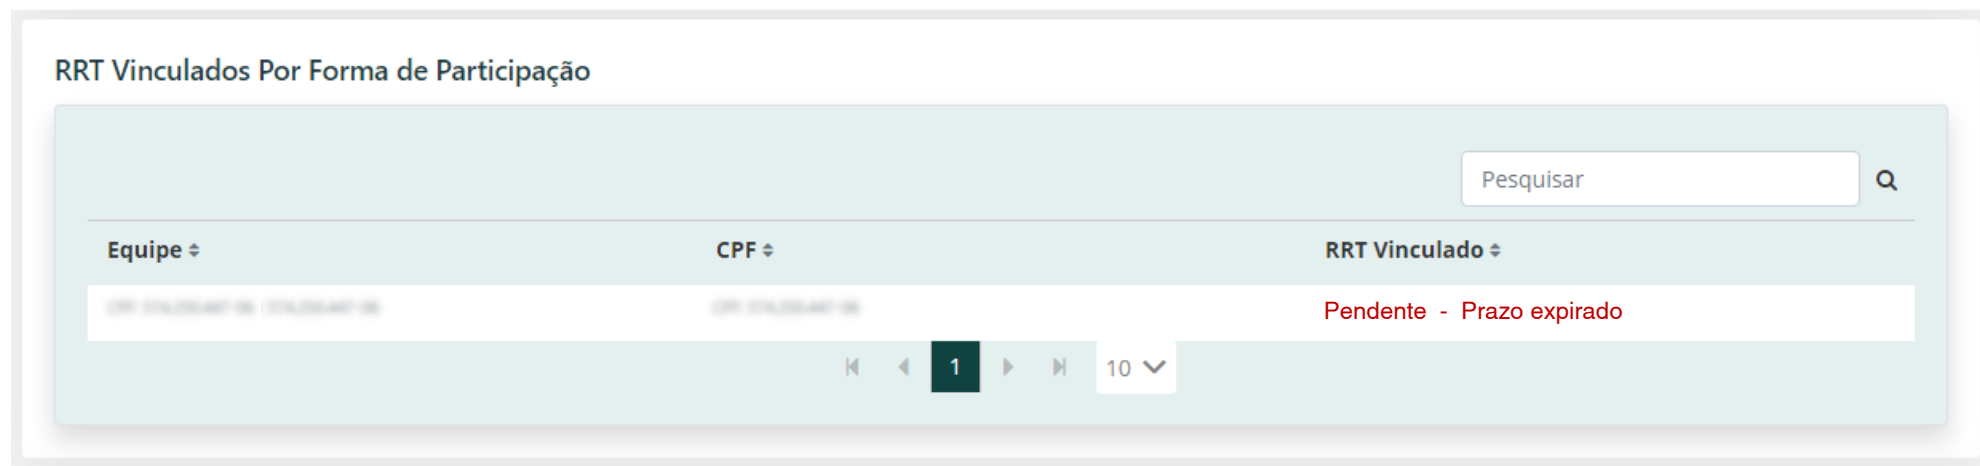 RRT Vinculados Por Forma de Participação
Pesquisar
Equipe CPF RRT Vinculado
Pendente - Prazo expirado
1 10